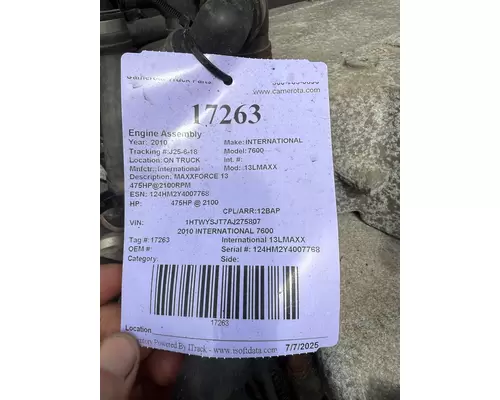 Truck Parts
www.camerota.com
17263
Engine Assembly
Year: 2010 Make: INTERNATIONAL
Tracking #:J25-6-18 Model: 7600
Location: ON TRUCK Int. #:
Mnfctr: International Mod: 13LMAXX
Description: MAXXFORCE 13
475HP@2100RPM
ESN: 124HM2Y4007768
HP: 475HP @ 2100
CPL/ARR:12BAP
VIN: 1HTWYSJT7AJ275807
2010 INTERNATIONAL 7600
Tag #: 17263 International 13LMAXX
OEM #: Serial #: 124HM2Y4007768
Category: Side:
17263
Location:
Inventory Powered By ITrack - www.isoftdata.com 7/7/2025